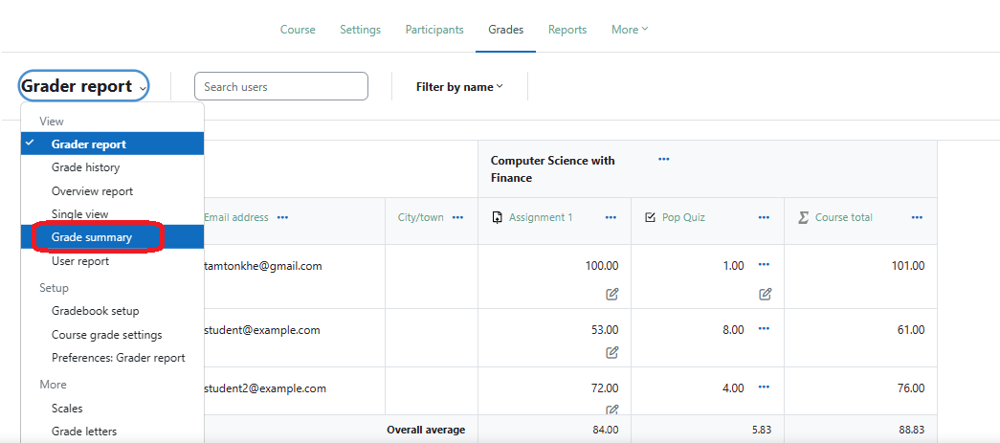 Course Settings Participants Grades Reports More
Grader report Search users Filter by name
View
Grader report
Grade history
Overview report
Single view
Grade summary
User report
Setup
Gradebook setup
Course grade settings
Preferences: Grader report
More
Scales
Grade letters
Computer Science with
Finance
Email address City/town Assignment 1 Pop Quiz Course total
tamtonkhe@gmail.com 100.00 1.00 101.00
student@example.com 53.00 8.00 61.00
student2@example.com 72.00 4.00 76.00
Overall average 84.00 5.83 88.83